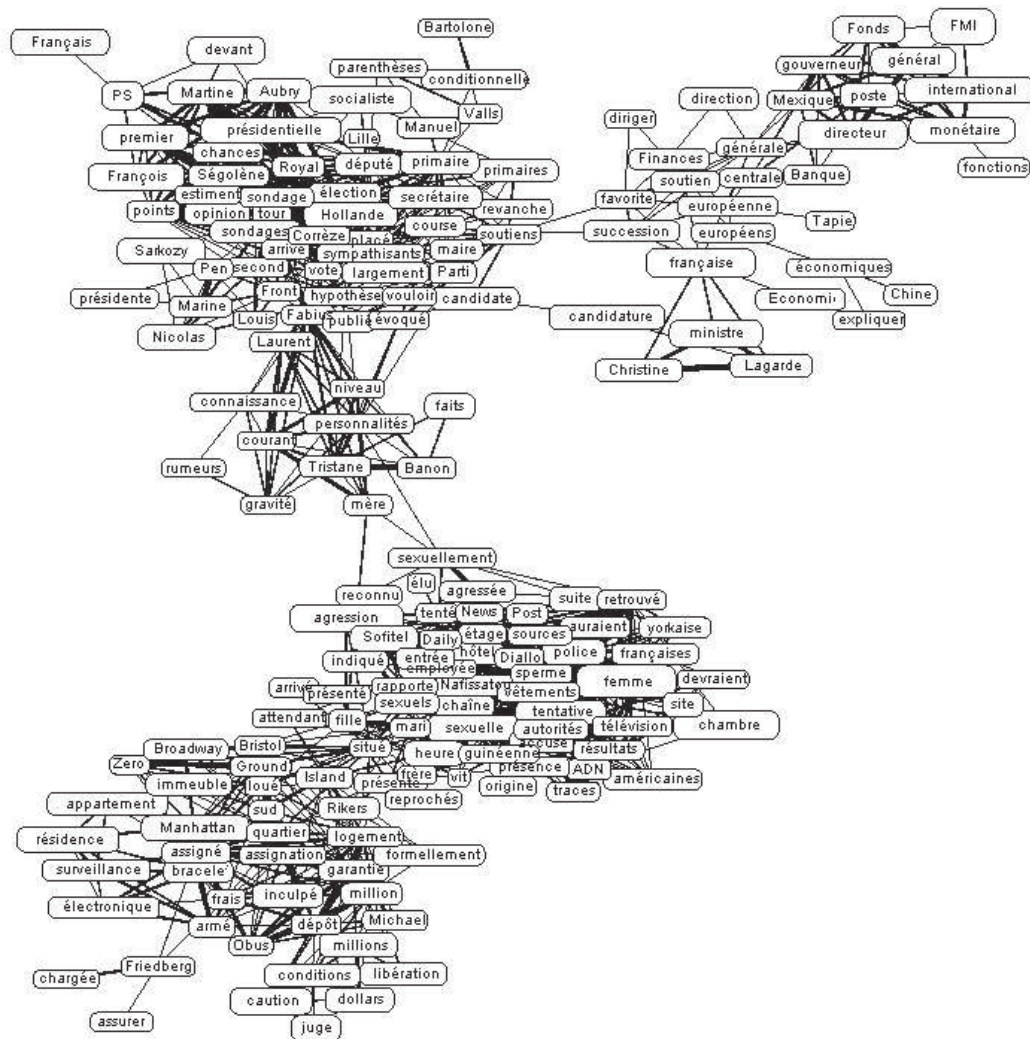 Bartolone
Fonds
FMI
Français
devant
parenthèses
conditionnelle
gouverneur
général
PS
Martine
Aubry
socialiste
Valls
direction
Mexique
poste
international
premier
présidentielle
Lille
Manuel
diriger
directeur
monétaire
chances
Royal
député
primaire
Finances
générale
fonctions
François
Ségolène
primaires
soutien
centrale
Banque
estiment
sondage
élection
secrétaire
favorite
européenne
points
opinion
tour
Hollande
revanche
Tapie
sondages
Corrèze
placé
course
soutiens
succession
européens
Sarkozy
arrive
sympathisants
maire
française
économiques
Pen
second
vote
largement
Parti
présidente
Marine
Front
hypothèse
vouloir
candidate
Economi
Chine
Nicolas
Louis
Fabius
publié
évoqué
candidature
expliquer
Laurent
ministre
Christine
Lagarde
niveau
connaissance
faits
personnalités
courant
rumeurs
Tristane
Banon
gravité
mère
sexuellement
élu
reconnu
agressée
suite
retrouvé
agression
tenté
News
Post
auraient
yorkaise
Sofitel
Daily
étage
sources
hôtel
police
françaises
indiqué
entrée
Diallo
employée
sperme
femme
devraient
arrivé
présenté
rapporte
Nafissatou
vêtements
sexuels
chaîne
tentative
site
attendant
fille
mari
sexuelle
autorités
télévision
chambre
Broadway
Bristol
situé
heure
guinéenne
accuse
résultats
Zero
Ground
Island
frère
vit
présence
ADN
américaines
immeuble
loué
présente
reprochés
origine
traces
appartement
sud
Rikers
Manhattan
quartier
logement
résidence
assigné
assignation
formellement
surveillance
bracele
garantie
électronique
frais
inculpé
million
armé
dépôt
Michael
Obus
millions
Friedberg
chargée
conditions
libération
caution
dollars
assurer
juge